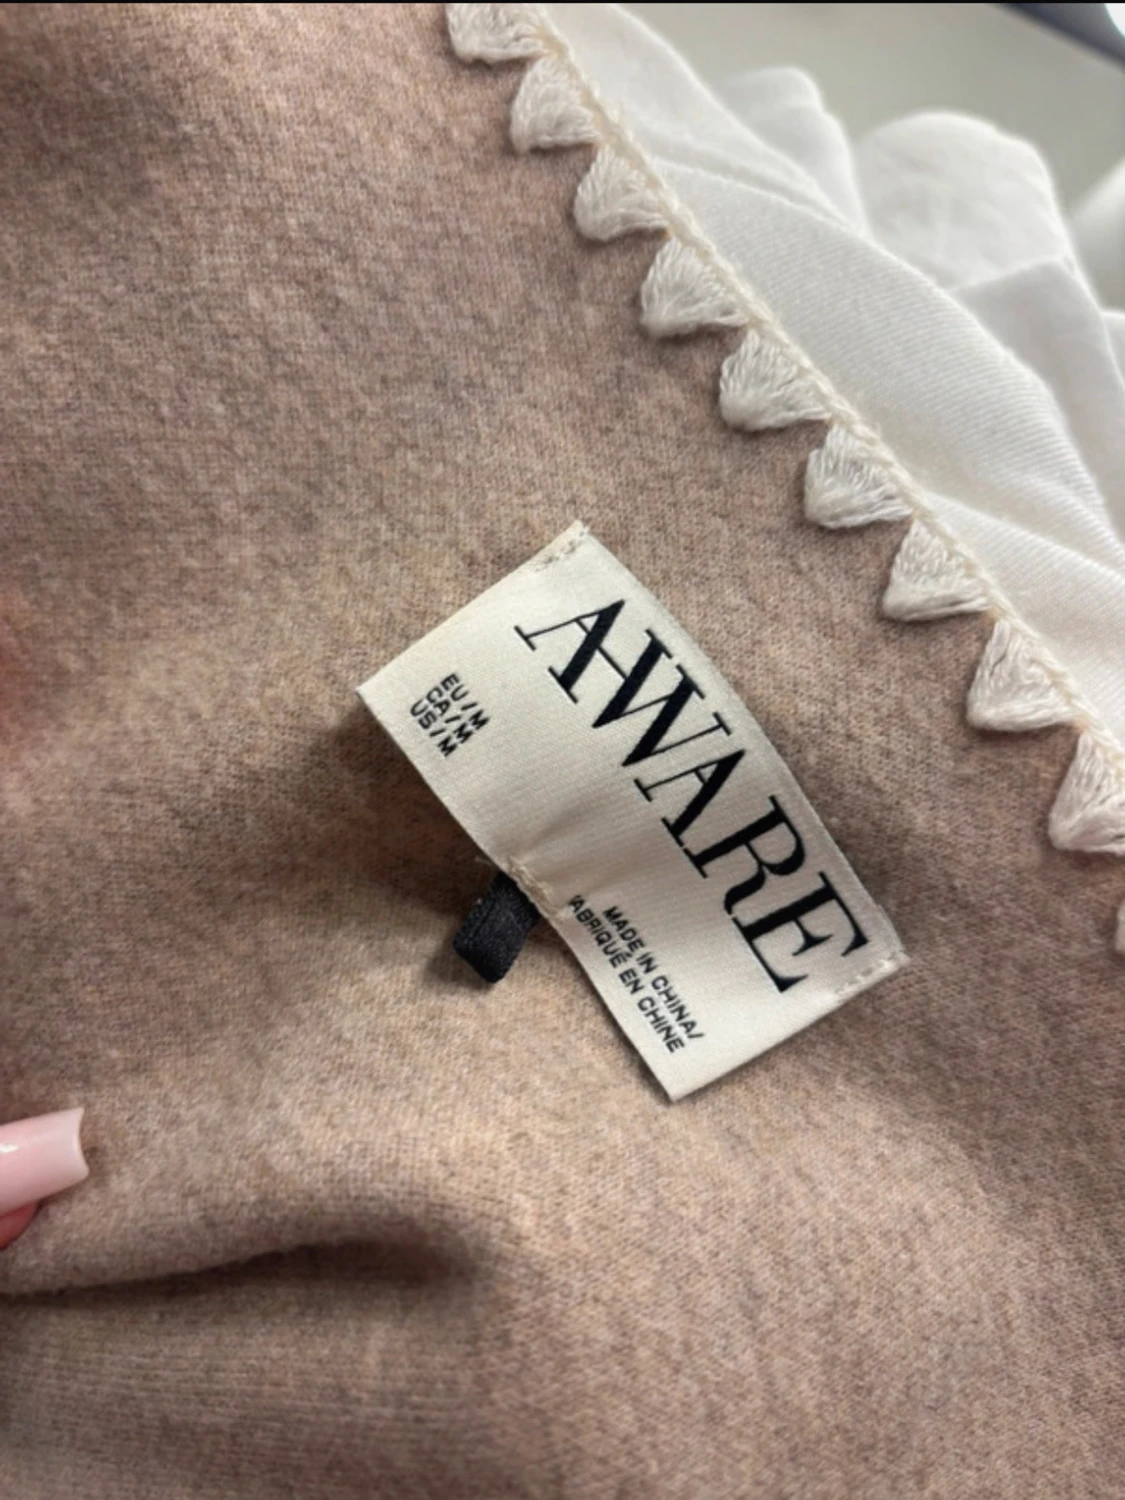 AWARE
EU/M
CA/M
US/M
MADE IN CHINA/
FABRIQUÉ EN CHINE